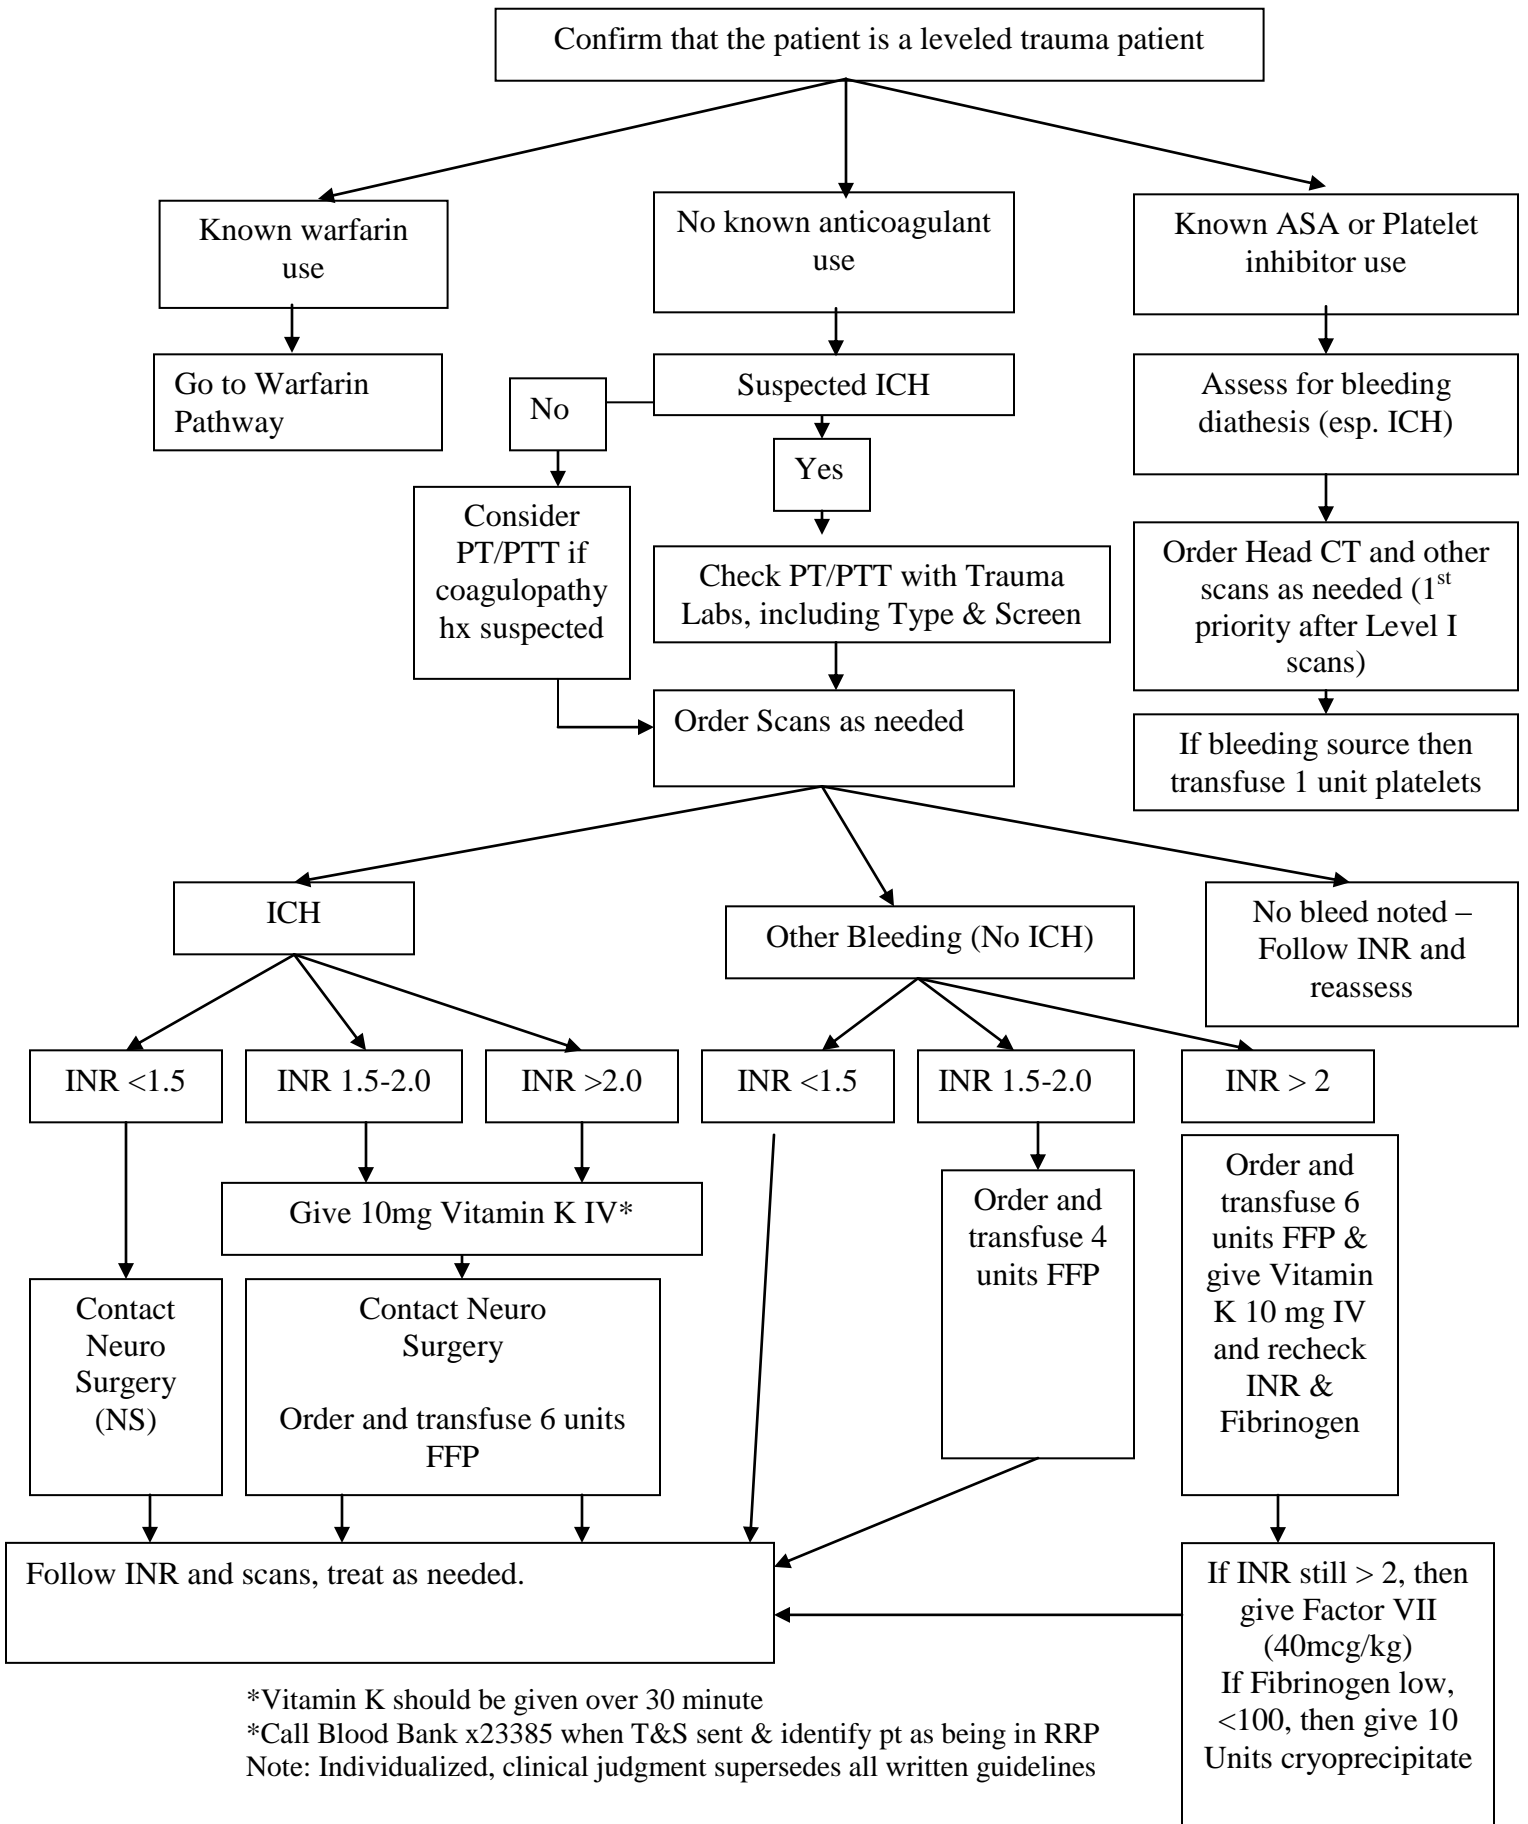 Confirm that the patient is a leveled trauma patient
Known warfarin
use
No known anticoagulant
use
Known ASA or Platelet
inhibitor use
Go to Warfarin
Pathway
No
Suspected ICH
Assess for bleeding
diathesis (esp. ICH)
Yes
Consider
PT/PTT if
coagulopathy
hx suspected
Check PT/PTT with Trauma
Labs, including Type & Screen
Order Head CT and other
scans as needed (1st
priority after Level I
scans)
Order Scans as needed
If bleeding source then
transfuse 1 unit platelets
ICH
Other Bleeding (No ICH)
No bleed noted –
Follow INR and
reassess
INR <1.5
INR 1.5-2.0
INR >2.0
INR <1.5
INR 1.5-2.0
INR > 2
Give 10mg Vitamin K IV*
Order and
transfuse 4
units FFP
Order and
transfuse 6
units FFP &
give Vitamin
K 10 mg IV
and recheck
INR &
Fibrinogen
Contact
Neuro
Surgery
(NS)
Contact Neuro
Surgery
Order and transfuse 6 units
FFP
Follow INR and scans, treat as needed.
If INR still > 2, then
give Factor VII
(40mcg/kg)
If Fibrinogen low,
<100, then give 10
Units cryoprecipitate
*Vitamin K should be given over 30 minute
*Call Blood Bank x23385 when T&S sent & identify pt as being in RRP
Note: Individualized, clinical judgment supersedes all written guidelines